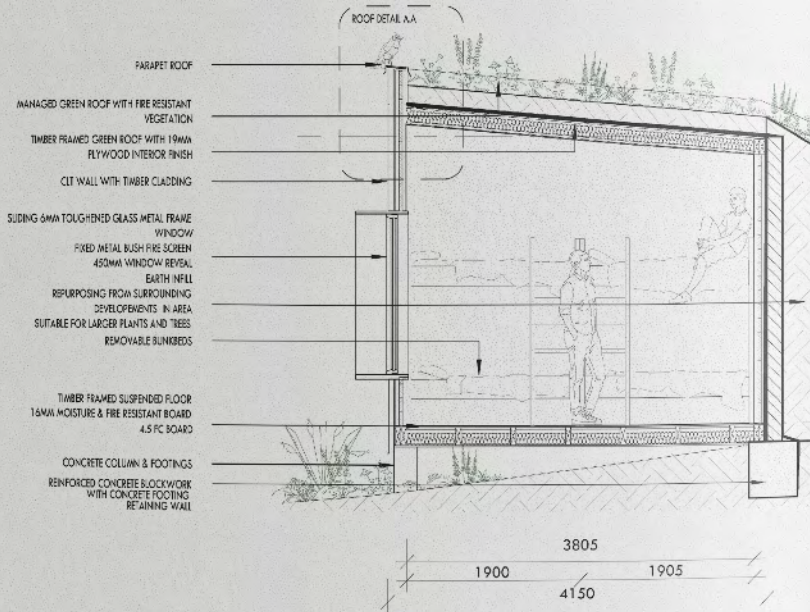 ROOF DETAIL A.A
PARAPET ROOF
MANAGED GREEN ROOF WITH FIRE RESISTANT
VEGETATION
TIMBER FRAMED GREEN ROOF WITH 19MM
PLYWOOD INTERIOR FINISH
CLT WALL WITH TIMBER CLADDING
SLIDING 6MM TOUGHENED GLASS METAL FRAME
WINDOW
FIXED METAL BUSH FIRE SCREEN
450MM WINDOW REVEAL
EARTH INFILL
REPURPOSING FROM SURROUNDING
DEVELOPEMENTS IN AREA
SUITABLE FOR LARGER PLANTS AND TREES
REMOVABLE BUNKBEDS
TIMBER FRAMED SUSPENDED FLOOR
16MM MOISTURE & FIRE RESISTANT BOARD
4.5 FC BOARD
CONCRETE COLUMN & FOOTINGS
REINFORCED CONCRETE BLOCKWORK
WITH CONCRETE FOOTING
RETAINING WALL
3805
1900
1905
4150